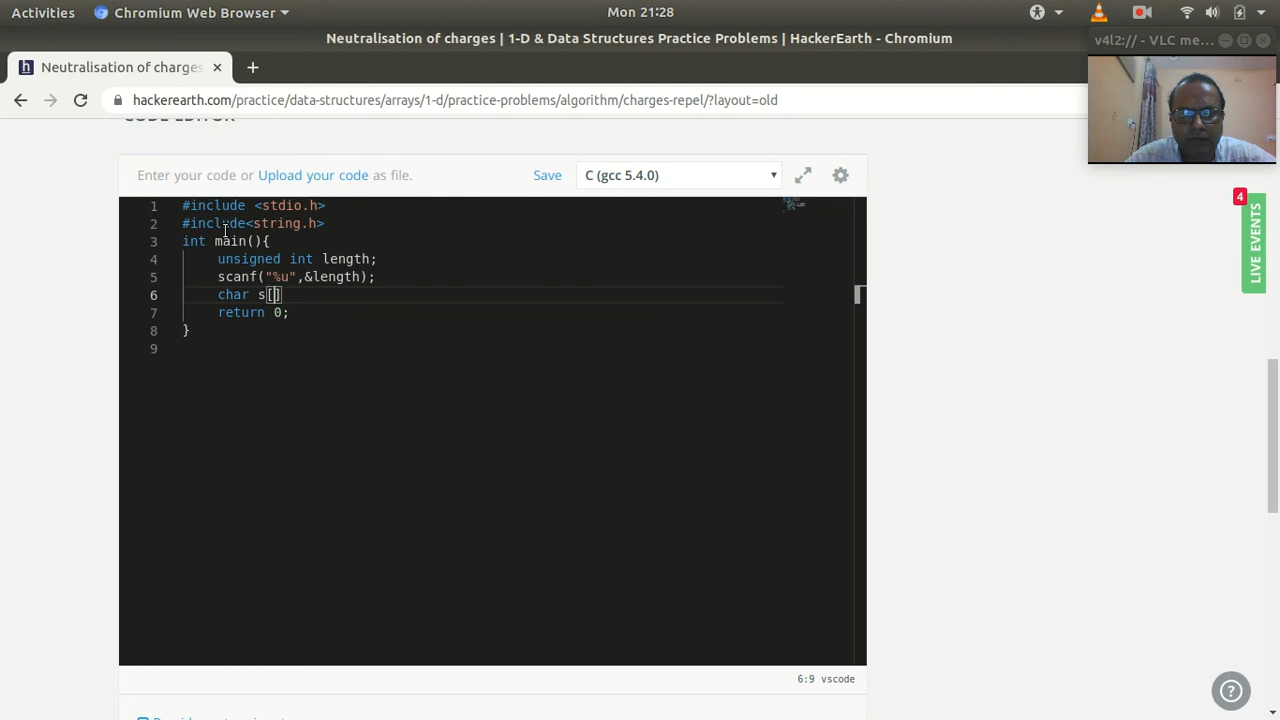 Activities Chromium Web Browser Mon 21:28
Neutralisation of charges | 1-D & Data Structures Practice Problems | HackerEarth - Chromium
v4l2:// - VLC me...
Neutralisation of charges
hackerearth.com/practice/data-structures/arrays/1-d/practice-problems/algorithm/charges-repel/?layout=old
CODE EDITOR
Enter your code or Upload your code as file. Save C (gcc 5.4.0)
1 #include <stdio.h>
2 #include<string.h>
3 int main(){
4 unsigned int length;
5 scanf("%u",&length);
6 char s[]
7 return 0;
8 }
9
6:9 vscode
4
LIVE EVENTS